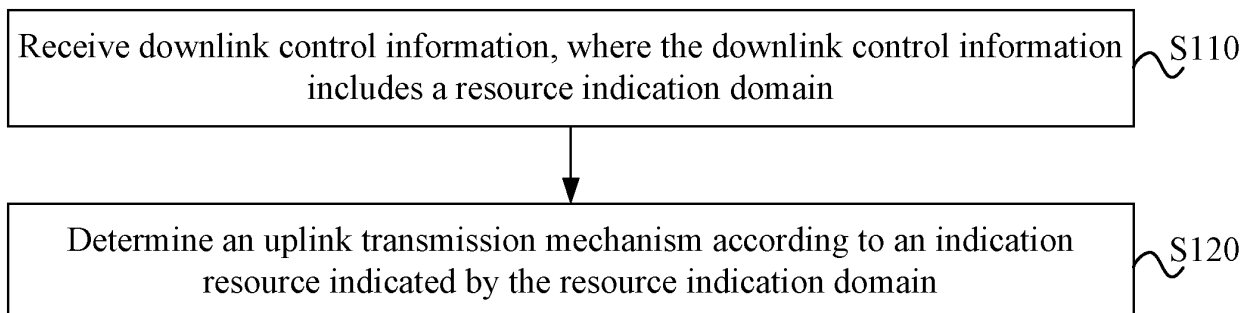 Receive downlink control information, where the downlink control information
includes a resource indication domain
S110
Determine an uplink transmission mechanism according to an indication
resource indicated by the resource indication domain
S120